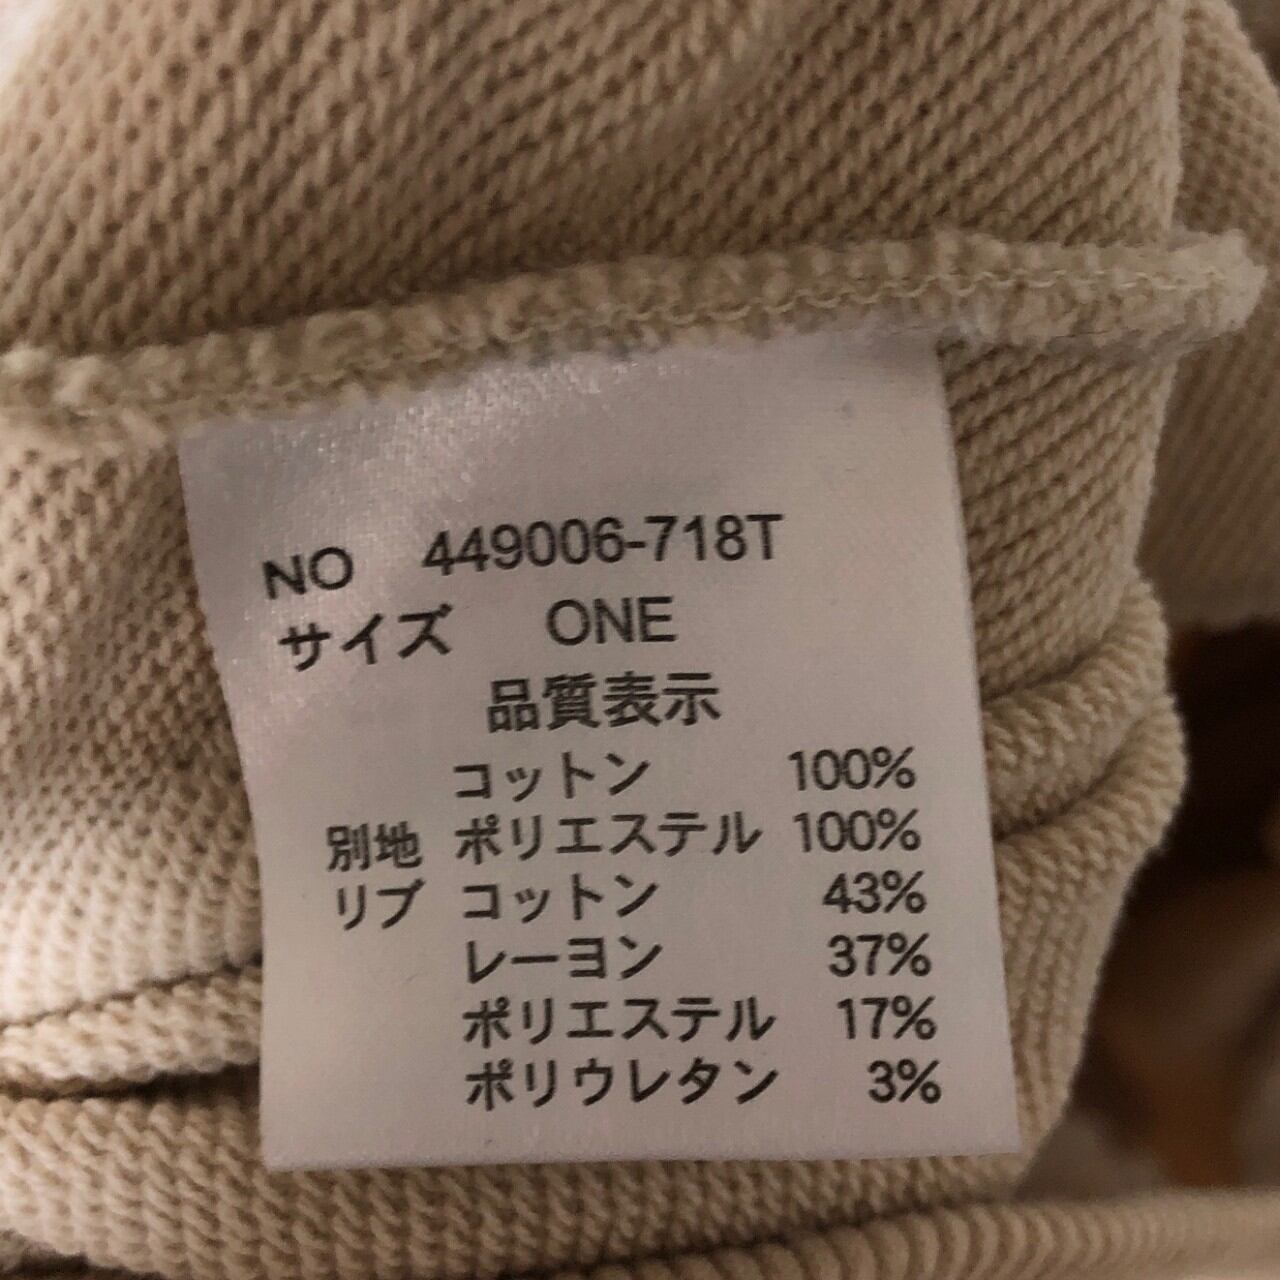 NO 449006-718T
サイズ ONE
品質表示
コットン 100%
別地 ポリエステル 100%
リブ コットン 43%
レーヨン 37%
ポリエステル 17%
ポリウレタン 3%